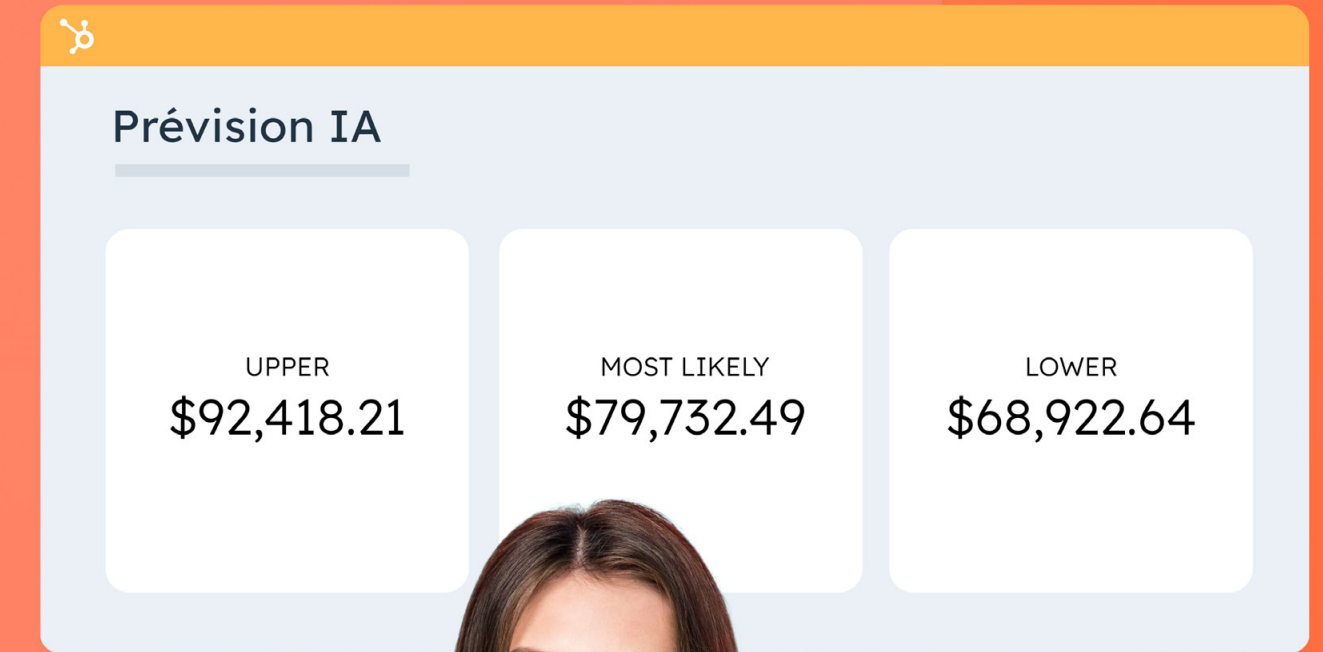 Prévision IA
UPPER
$92,418.21
MOST LIKELY
$79,732.49
LOWER
$68,922.64